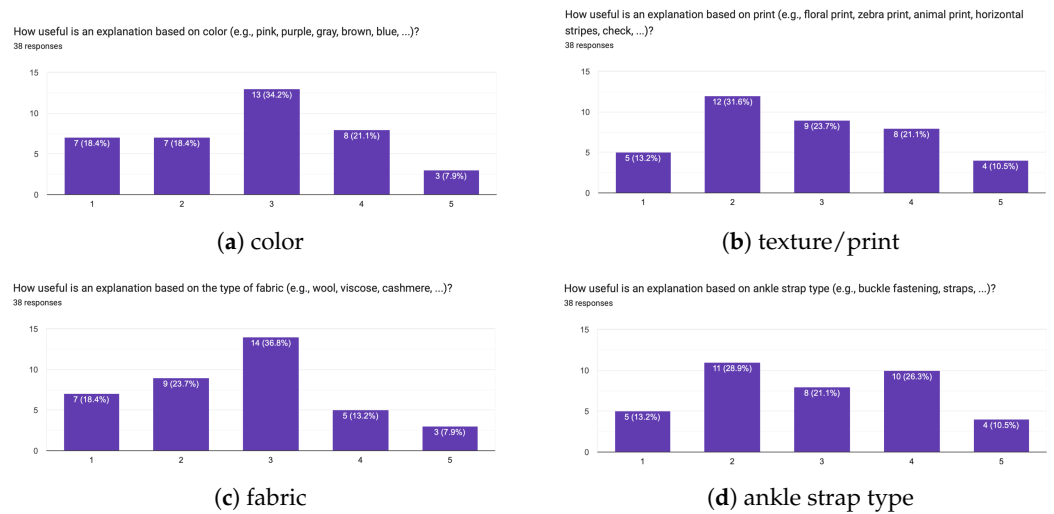 How useful is an explanation based on color (e.g., pink, purple, gray, brown, blue, ...)?
38 responses
15
10
5
0
7 (18.4%)
7 (18.4%)
13 (34.2%)
8 (21.1%)
3 (7.9%)
1 2 3 4 5
(a) color
How useful is an explanation based on print (e.g., floral print, zebra print, animal print, horizontal
stripes, check, ...)?
38 responses
15
10
5
0
5 (13.2%)
12 (31.6%)
9 (23.7%)
8 (21.1%)
4 (10.5%)
1 2 3 4 5
(b) texture/print
How useful is an explanation based on the type of fabric (e.g., wool, viscose, cashmere, ...)?
38 responses
15
10
5
0
7 (18.4%)
9 (23.7%)
14 (36.8%)
5 (13.2%)
3 (7.9%)
1 2 3 4 5
(c) fabric
How useful is an explanation based on ankle strap type (e.g., buckle fastening, straps, ...)?
38 responses
15
10
5
0
5 (13.2%)
11 (28.9%)
8 (21.1%)
10 (26.3%)
4 (10.5%)
1 2 3 4 5
(d) ankle strap type